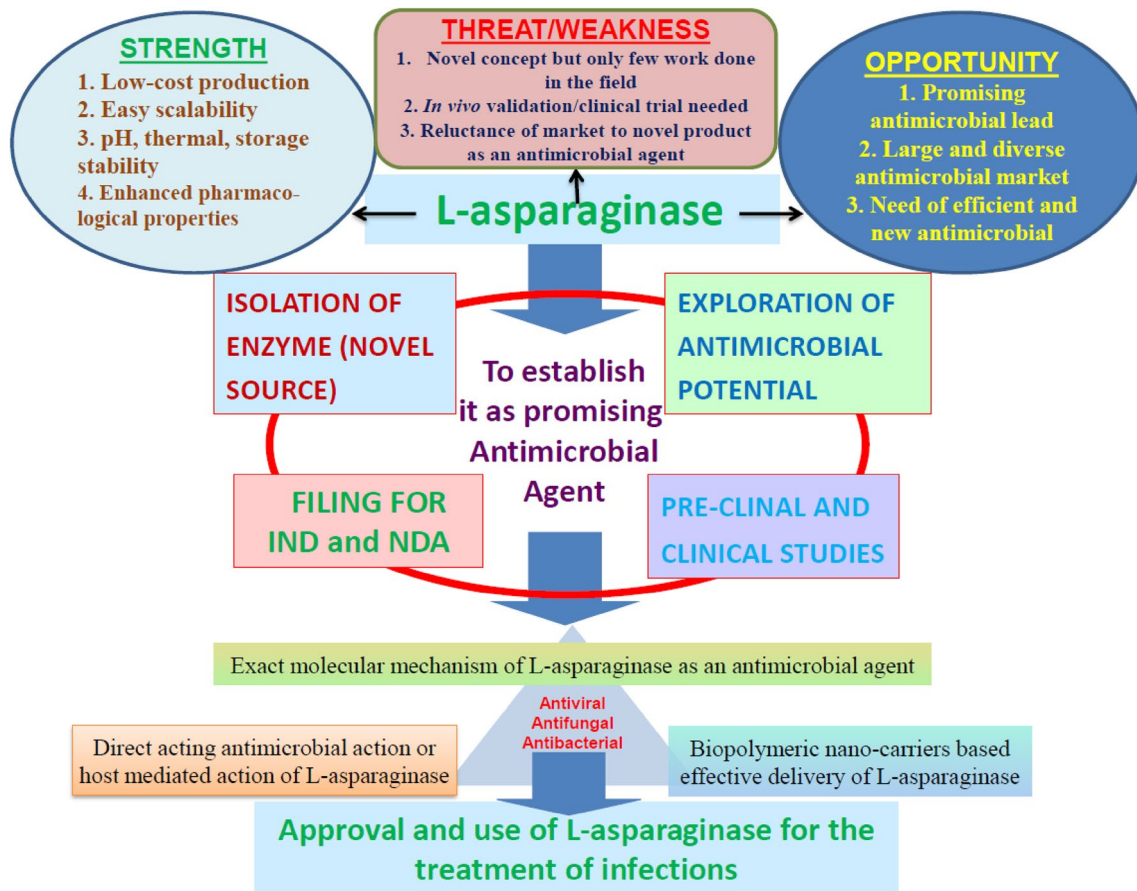 STRENGTH
1. Low-cost production
2. Easy scalability
3. pH, thermal, storage
stability
4. Enhanced pharmaco-
logical properties
THREAT/WEAKNESS
1. Novel concept but only few work done
in the field
2. In vivo validation/clinical trial needed
3. Reluctance of market to novel product
as an antimicrobial agent
OPPORTUNITY
1. Promising
antimicrobial lead
2. Large and diverse
antimicrobial market
3. Need of efficient and
new antimicrobial
L-asparaginase
ISOLATION OF
ENZYME (NOVEL
SOURCE)
EXPLORATION OF
ANTIMICROBIAL
POTENTIAL
To establish
it as promising
Antimicrobial
Agent
FILING FOR
IND and NDA
PRE-CLINAL AND
CLINICAL STUDIES
Exact molecular mechanism of L-asparaginase as an antimicrobial agent
Antiviral
Antifungal
Antibacterial
Direct acting antimicrobial action or
host mediated action of L-asparaginase
Biopolymeric nano-carriers based
effective delivery of L-asparaginase
Approval and use of L-asparaginase for the
treatment of infections